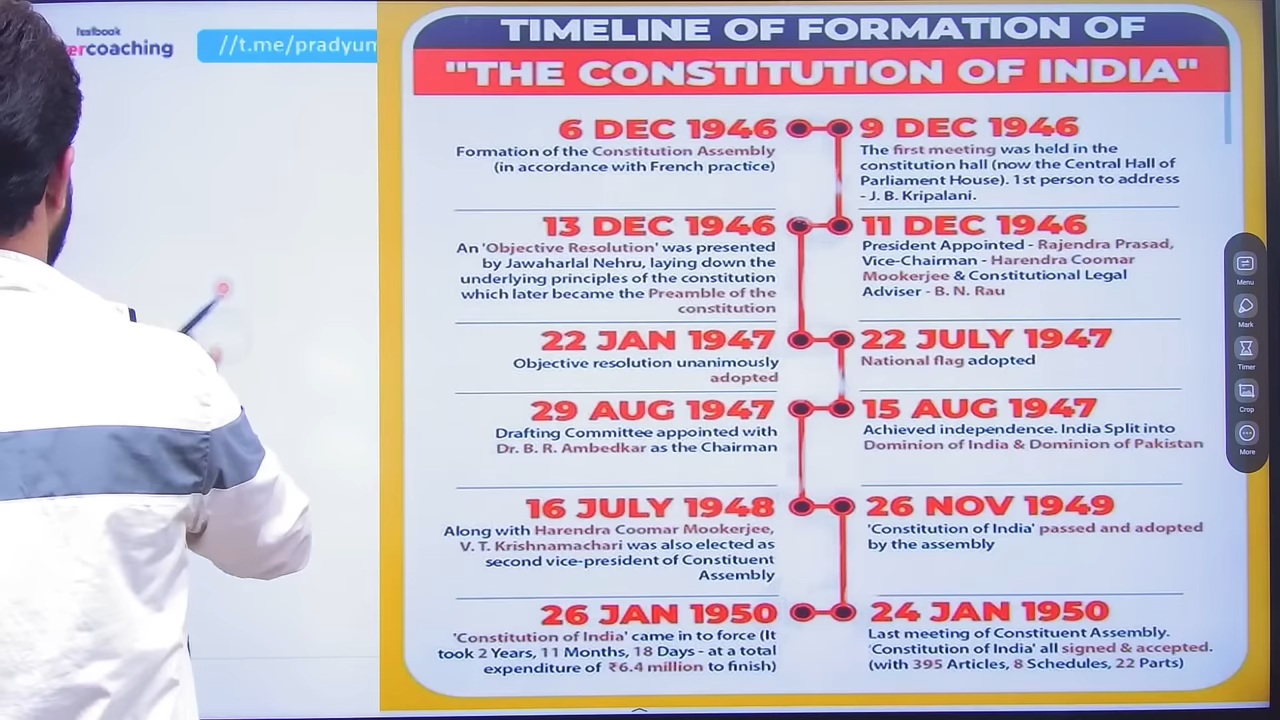 testbook
ercoaching
//t.me/pradyum
TIMELINE OF FORMATION OF
"THE CONSTITUTION OF INDIA"
6 DEC 1946
Formation of the Constitution Assembly
(in accordance with French practice)
9 DEC 1946
The first meeting was held in the
constitution hall (now the Central Hall of
Parliament House). 1st person to address
- J. B. Kripalani.
13 DEC 1946
An 'Objective Resolution' was presented
by Jawaharlal Nehru, laying down the
underlying principles of the constitution
which later became the Preamble of the
constitution
11 DEC 1946
President Appointed - Rajendra Prasad,
Vice-Chairman - Harendra Coomar
Mookerjee & Constitutional Legal
Adviser - B. N. Rau
22 JAN 1947
Objective resolution unanimously
adopted
22 JULY 1947
National flag adopted
29 AUG 1947
Drafting Committee appointed with
Dr. B. R. Ambedkar as the Chairman
15 AUG 1947
Achieved independence. India Split into
Dominion of India & Dominion of Pakistan
16 JULY 1948
Along with Harendra Coomar Mookerjee,
V. T. Krishnamachari was also elected as
second vice-president of Constituent
Assembly
26 NOV 1949
'Constitution of India' passed and adopted
by the assembly
26 JAN 1950
'Constitution of India' came in to force (It
took 2 Years, 11 Months, 18 Days - at a total
expenditure of ₹6.4 million to finish)
24 JAN 1950
Last meeting of Constituent Assembly.
'Constitution of India' all signed & accepted.
(with 395 Articles, 8 Schedules, 22 Parts)
Menu
Mark
Timer
Crop
More